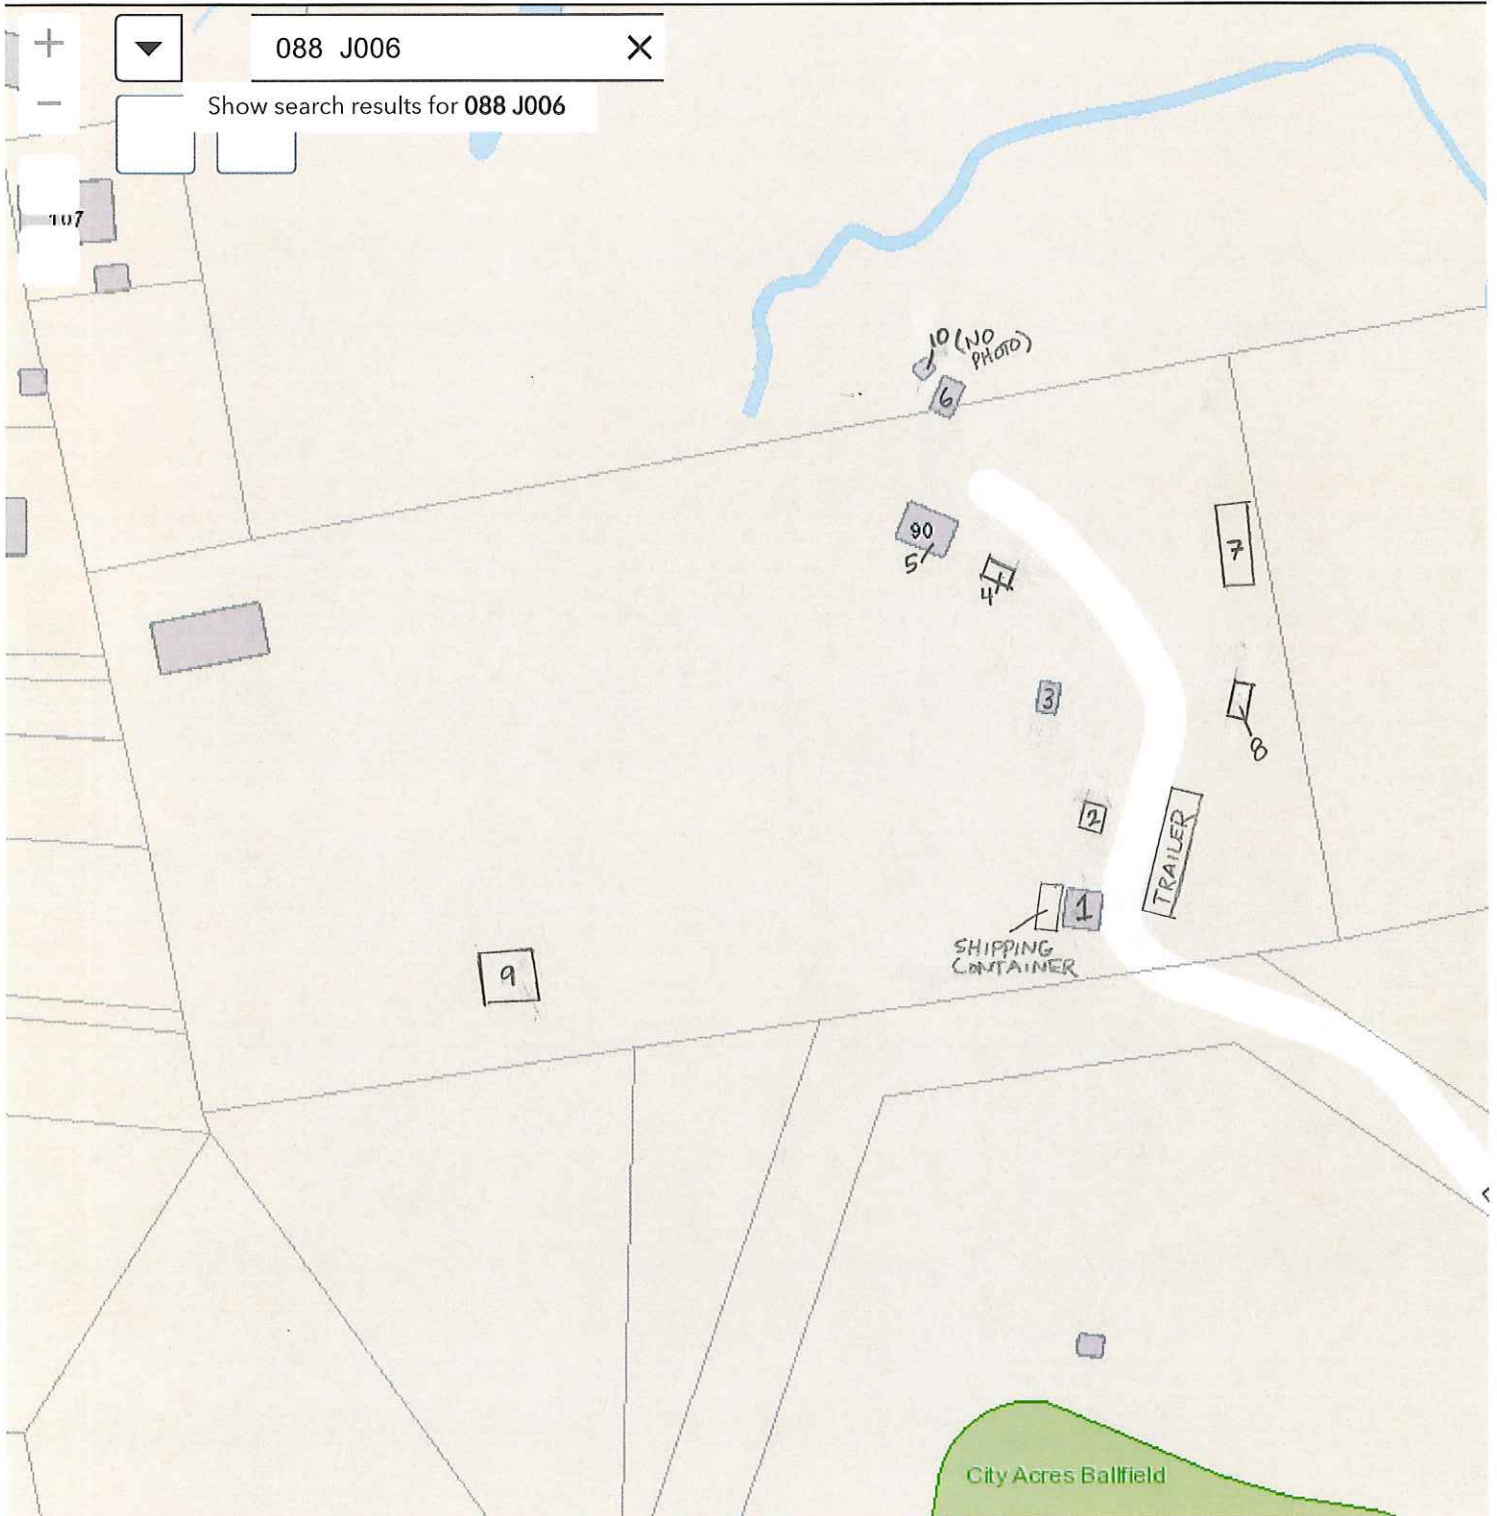 088 J006
Show search results for 088 J006
107
10 (NO
PHOTO)
6
90
5
4
7
3
8
2
TRAILER
1
SHIPPING
CONTAINER
9
City Acres Ballfield